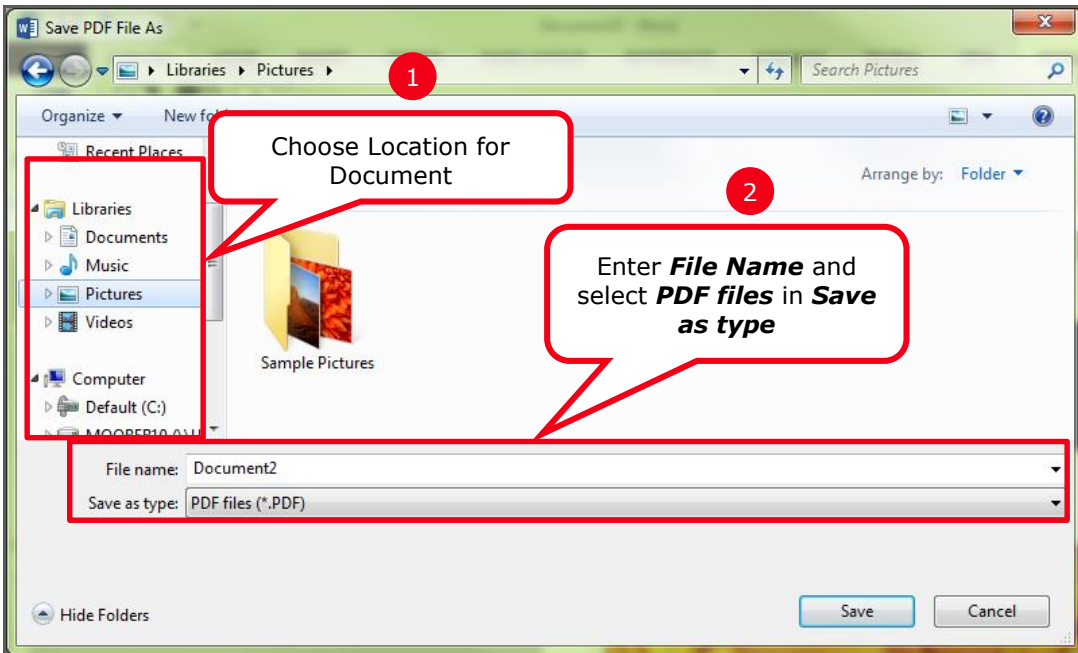 Save PDF File As
Libraries ▸ Pictures ▸
Search Pictures
1
Organize
New
Choose Location for
Document
Recent Places
Arrange by: Folder
2
Libraries
Documents
Music
Pictures
Videos
Enter File Name and
select PDF files in Save
as type
Sample Pictures
Computer
Default (C:)
File name: Document2
Save as type: PDF files (*.PDF)
Hide Folders
Save
Cancel